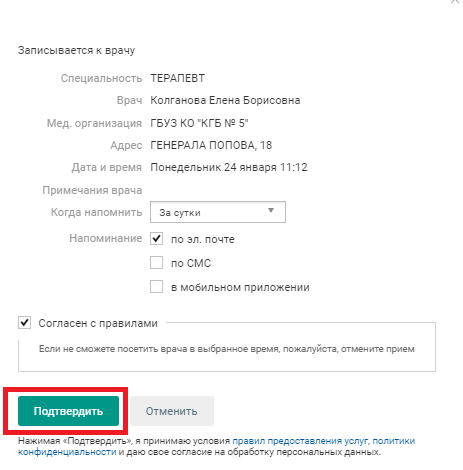 Записывается к врачу
Специальность ТЕРАПЕВТ
Врач Колганова Елена Борисовна
Мед. организация ГБУЗ КО "КГБ № 5"
Адрес ГЕНЕРАЛА ПОПОВА, 18
Дата и время Понедельник 24 января 11:12
Примечания врача
Когда напомнить За сутки
Напоминание по эл. почте
по СМС
в мобильном приложении
Согласен с правилами
Если не сможете посетить врача в выбранное время, пожалуйста, отмените прием
Подтвердить Отменить
Нажимая «Подтвердить», я принимаю условия правил предоставления услуг, политики
конфиденциальности и даю свое согласие на обработку персональных данных.